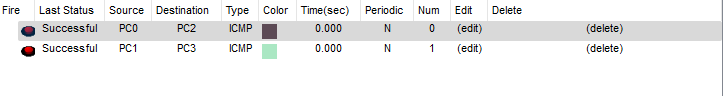 Fire Last Status Source Destination Type Color Time(sec) Periodic Num Edit Delete
Successful PC0 PC2 ICMP 0.000 N 0 (edit) (delete)
Successful PC1 PC3 ICMP 0.000 N 1 (edit) (delete)